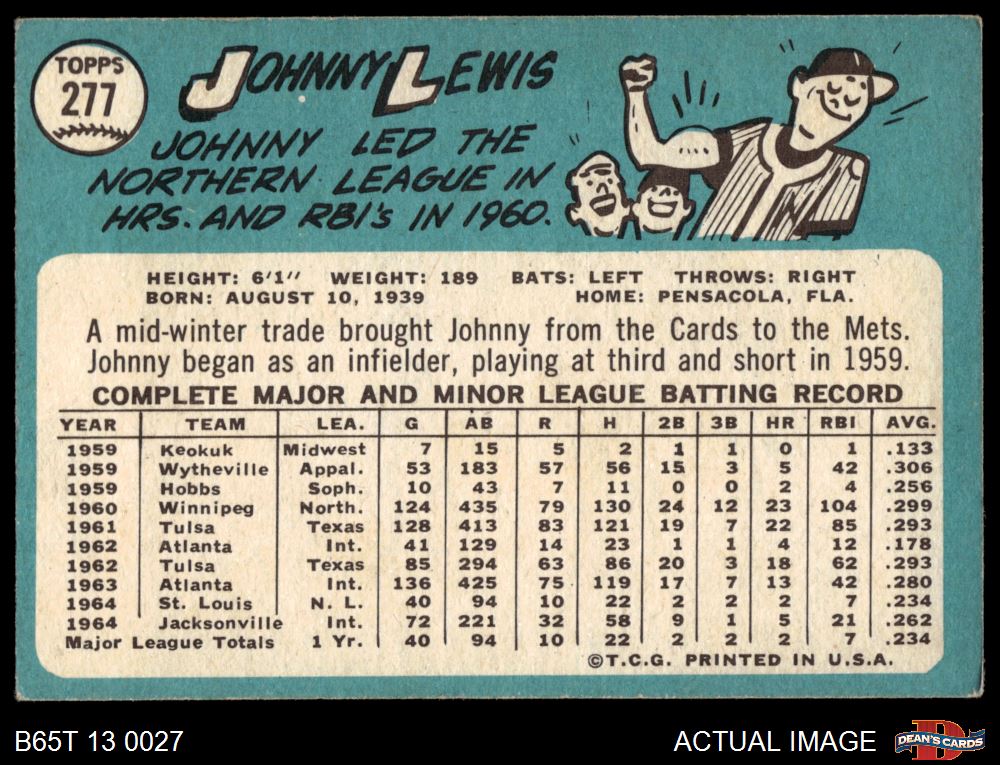 TOPPS
277
JOHNNY LEWIS
JOHNNY LED THE
NORTHERN LEAGUE IN
HRS. AND RBI's IN 1960.
HEIGHT: 6'1" WEIGHT: 189 BATS: LEFT THROWS: RIGHT
BORN: AUGUST 10, 1939 HOME: PENSACOLA, FLA.
A mid-winter trade brought Johnny from the Cards to the Mets.
Johnny began as an infielder, playing at third and short in 1959.
COMPLETE MAJOR AND MINOR LEAGUE BATTING RECORD
YEAR TEAM LEA. G AB R H 2B 3B HR RBI AVG.
1959 Keokuk Midwest 7 15 5 2 1 1 0 1 .133
1959 Wytheville Appal. 53 183 57 56 15 3 5 42 .306
1959 Hobbs Soph. 10 43 7 11 0 0 2 4 .256
1960 Winnipeg North. 124 435 79 130 24 12 23 104 .299
1961 Tulsa Texas 128 413 83 121 19 7 22 85 .293
1962 Atlanta Int. 41 129 14 23 1 1 4 12 .178
1962 Tulsa Texas 85 294 63 86 20 3 18 62 .293
1963 Atlanta Int. 136 425 75 119 17 7 13 42 .280
1964 St. Louis N. L. 40 94 10 22 2 2 2 7 .234
1964 Jacksonville Int. 72 221 32 58 9 1 5 21 .262
Major League Totals 1 Yr. 40 94 10 22 2 2 2 7 .234
©T.C.G. PRINTED IN U.S.A.
B65T 13 0027
ACTUAL IMAGE
DEAN'S CARDS